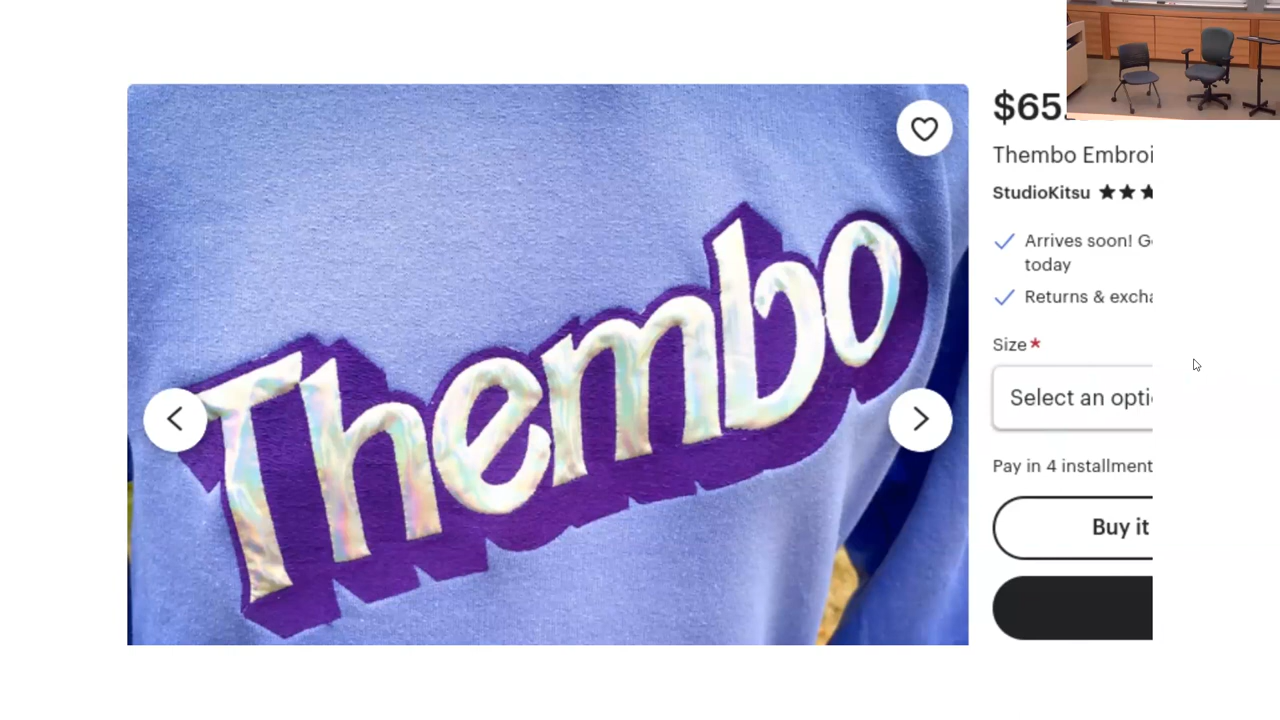 Thembo
$65.
Thembo Embroi
StudioKitsu
Arrives soon! G
today
Returns & excha
Size*
Select an opti
Pay in 4 installment
Buy it